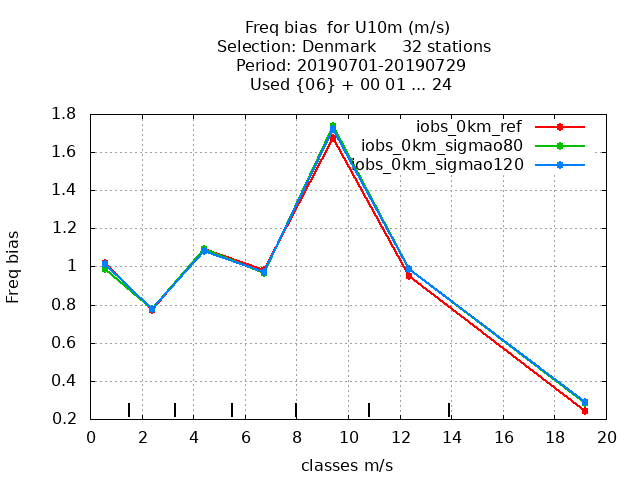 Freq bias  for U10m (m/s)
Selection: Denmark     32 stations
Period: 20190701-20190729
Used {06} + 00 01 ... 24
iobs_0km_ref
iobs_0km_sigmao80
iobs_0km_sigmao120
Freq bias
1.8
1.6
1.4
1.2
1
0.8
0.6
0.4
0.2
0 2 4 6 8 10 12 14 16 18 20
classes m/s